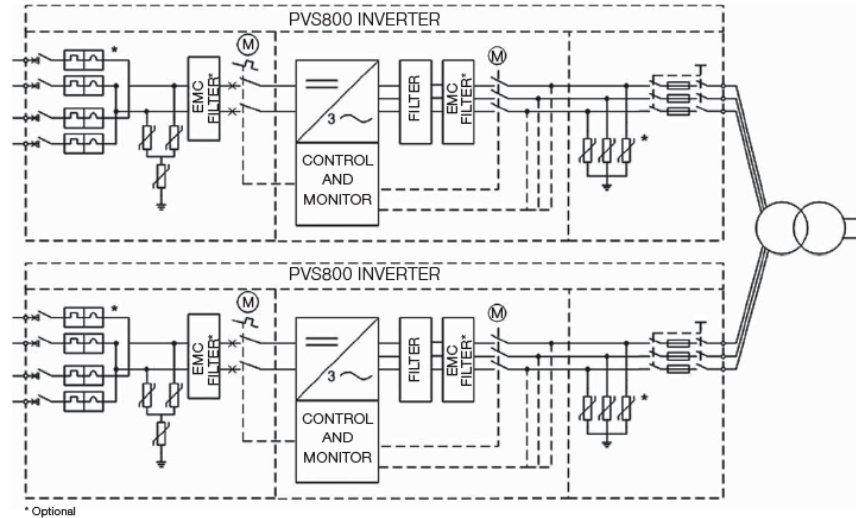 PVS800 INVERTER
*
M
EMC
FILTER*
3
FILTER
EMC
FILTER*
M
CONTROL
AND
MONITOR
*
PVS800 INVERTER
*
M
EMC
FILTER*
3
FILTER
EMC
FILTER*
M
CONTROL
AND
MONITOR
*
* Optional